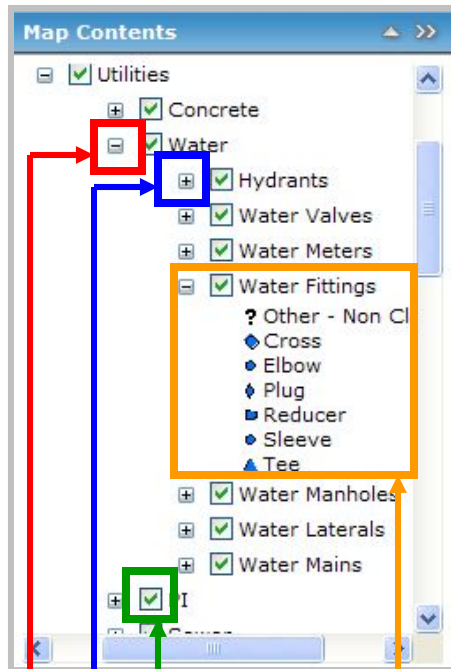 Map Contents
Utilities
Concrete
Water
Hydrants
Water Valves
Water Meters
Water Fittings
? Other - Non Cl
Cross
Elbow
Plug
Reducer
Sleeve
Tee
Water Manholes
Water Laterals
Water Mains
PI
Sewer